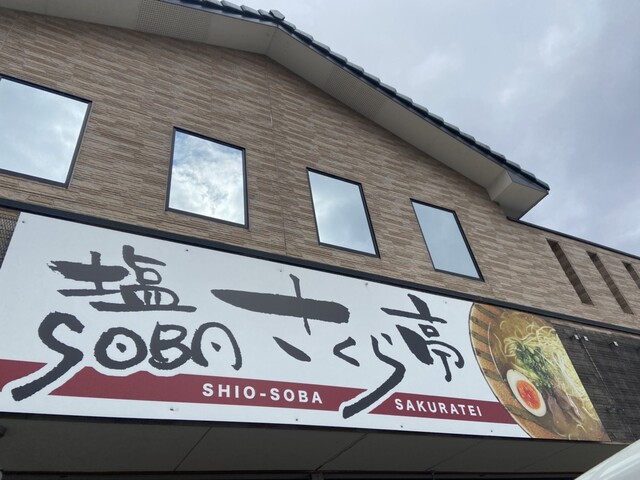 塩 さくら亭
SOBA
SHIO-SOBA SAKURATEI